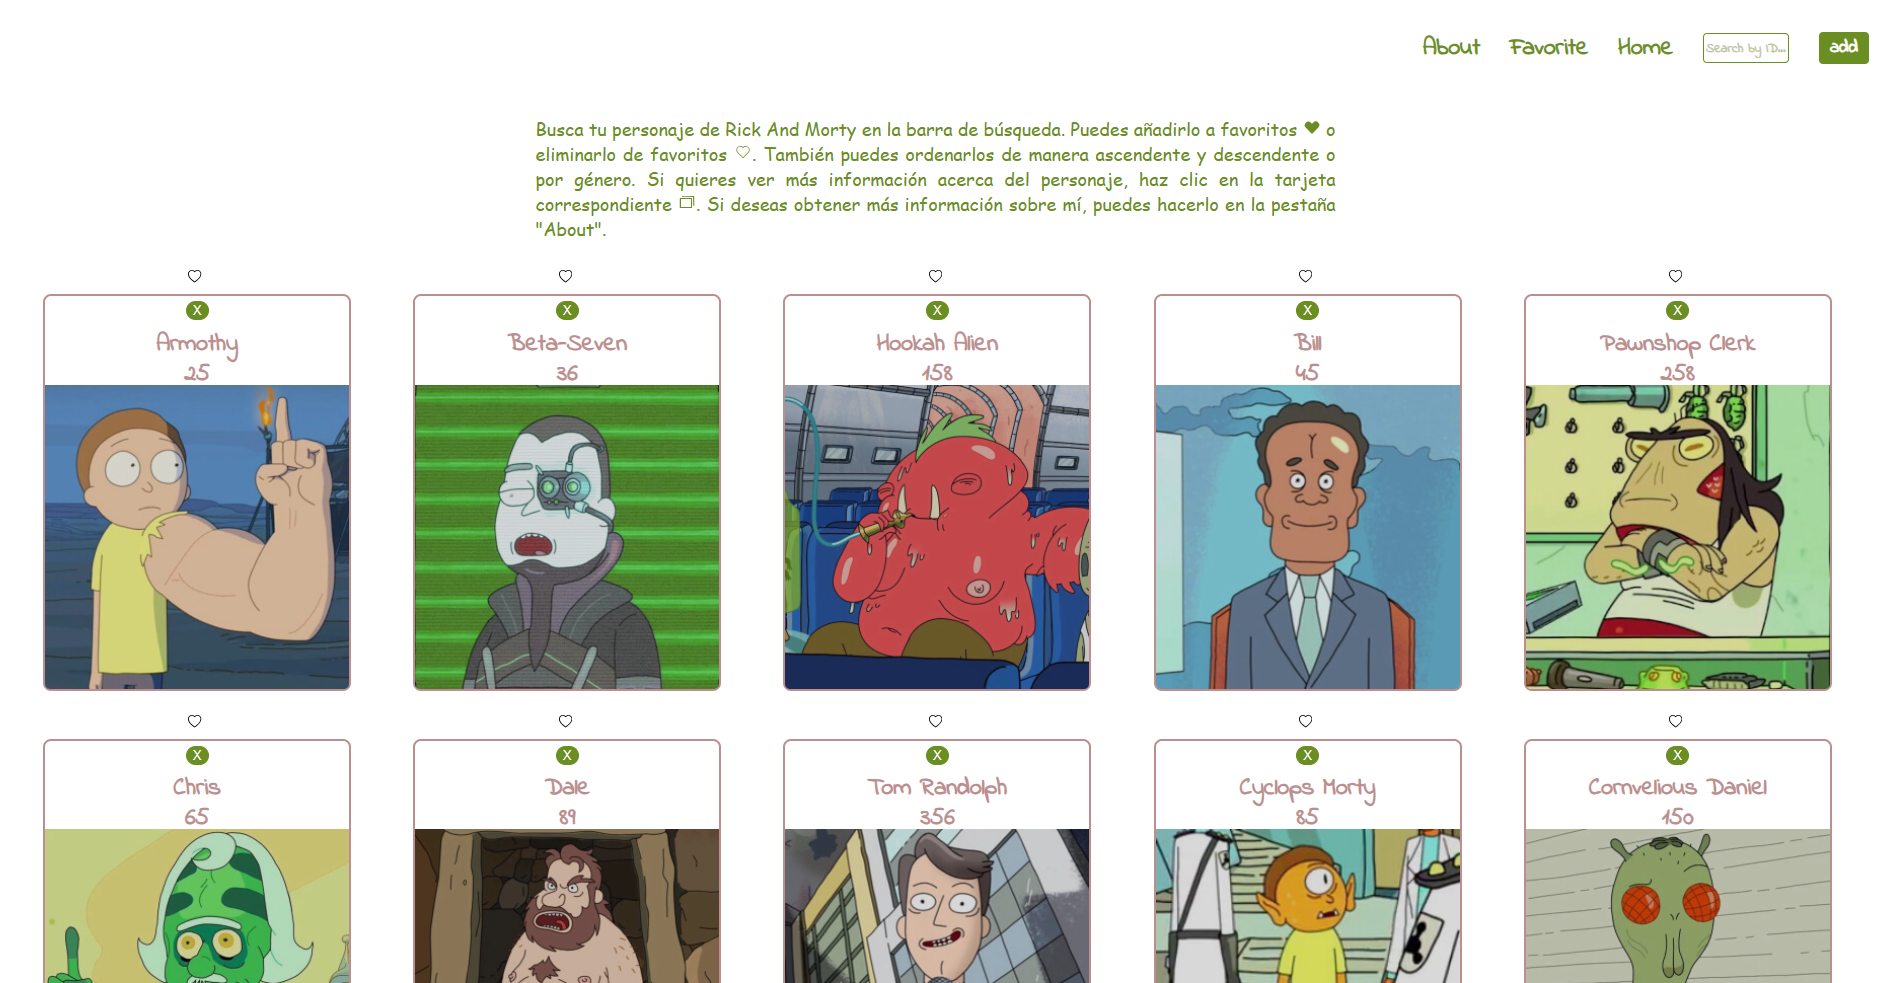 About Favorite Home Search by ID... add
Busca tu personaje de Rick And Morty en la barra de búsqueda. Puedes añadirlo a favoritos ♥ o
eliminarlo de favoritos ♡. También puedes ordenarlos de manera ascendente y descendente o
por género. Si quieres ver más información acerca del personaje, haz clic en la tarjeta
correspondiente . Si deseas obtener más información sobre mí, puedes hacerlo en la pestaña
"About".
X X X X X
Armothy Beta-Seven Hookah Alien Bill Pawnshop Clerk
25 36 158 45 258
X X X X X
Chris Dale Tom Randolph Cyclops Morty Cornvelious Daniel
65 89 356 85 150